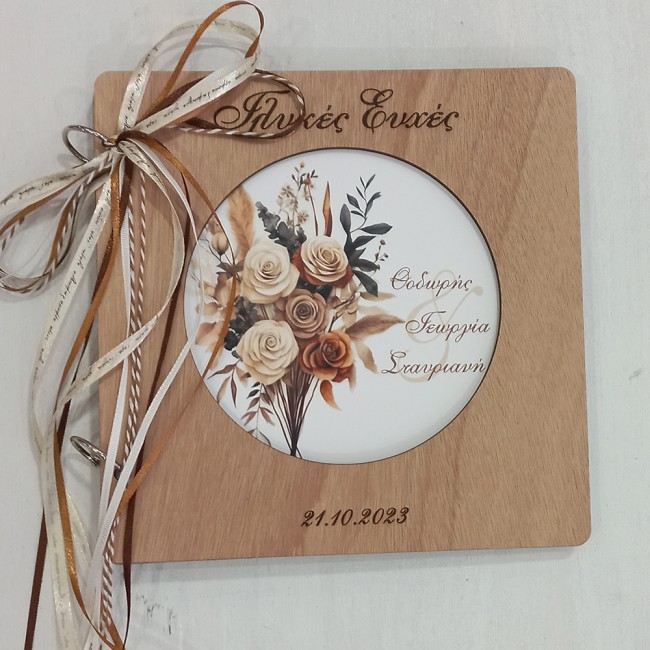 Γλυκές Ευχές
Θοδωρής
&
Γεωργία
Σταυριανή
21.10.2023